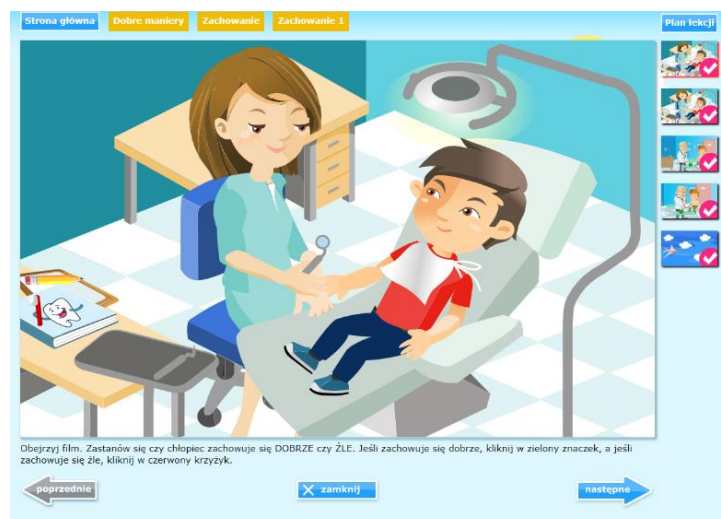 Strona główna
Dobre maniery
Zachowanie
Zachowanie 1
Plan lekcji
Obejrzyj film. Zastanów się czy chłopiec zachowuje się DOBRZE czy ŹLE. Jeśli zachowuje się dobrze, kliknij w zielony znaczek, a jeśli
zachowuje się źle, kliknij w czerwony krzyżyk.
poprzednie
zamknij
następne